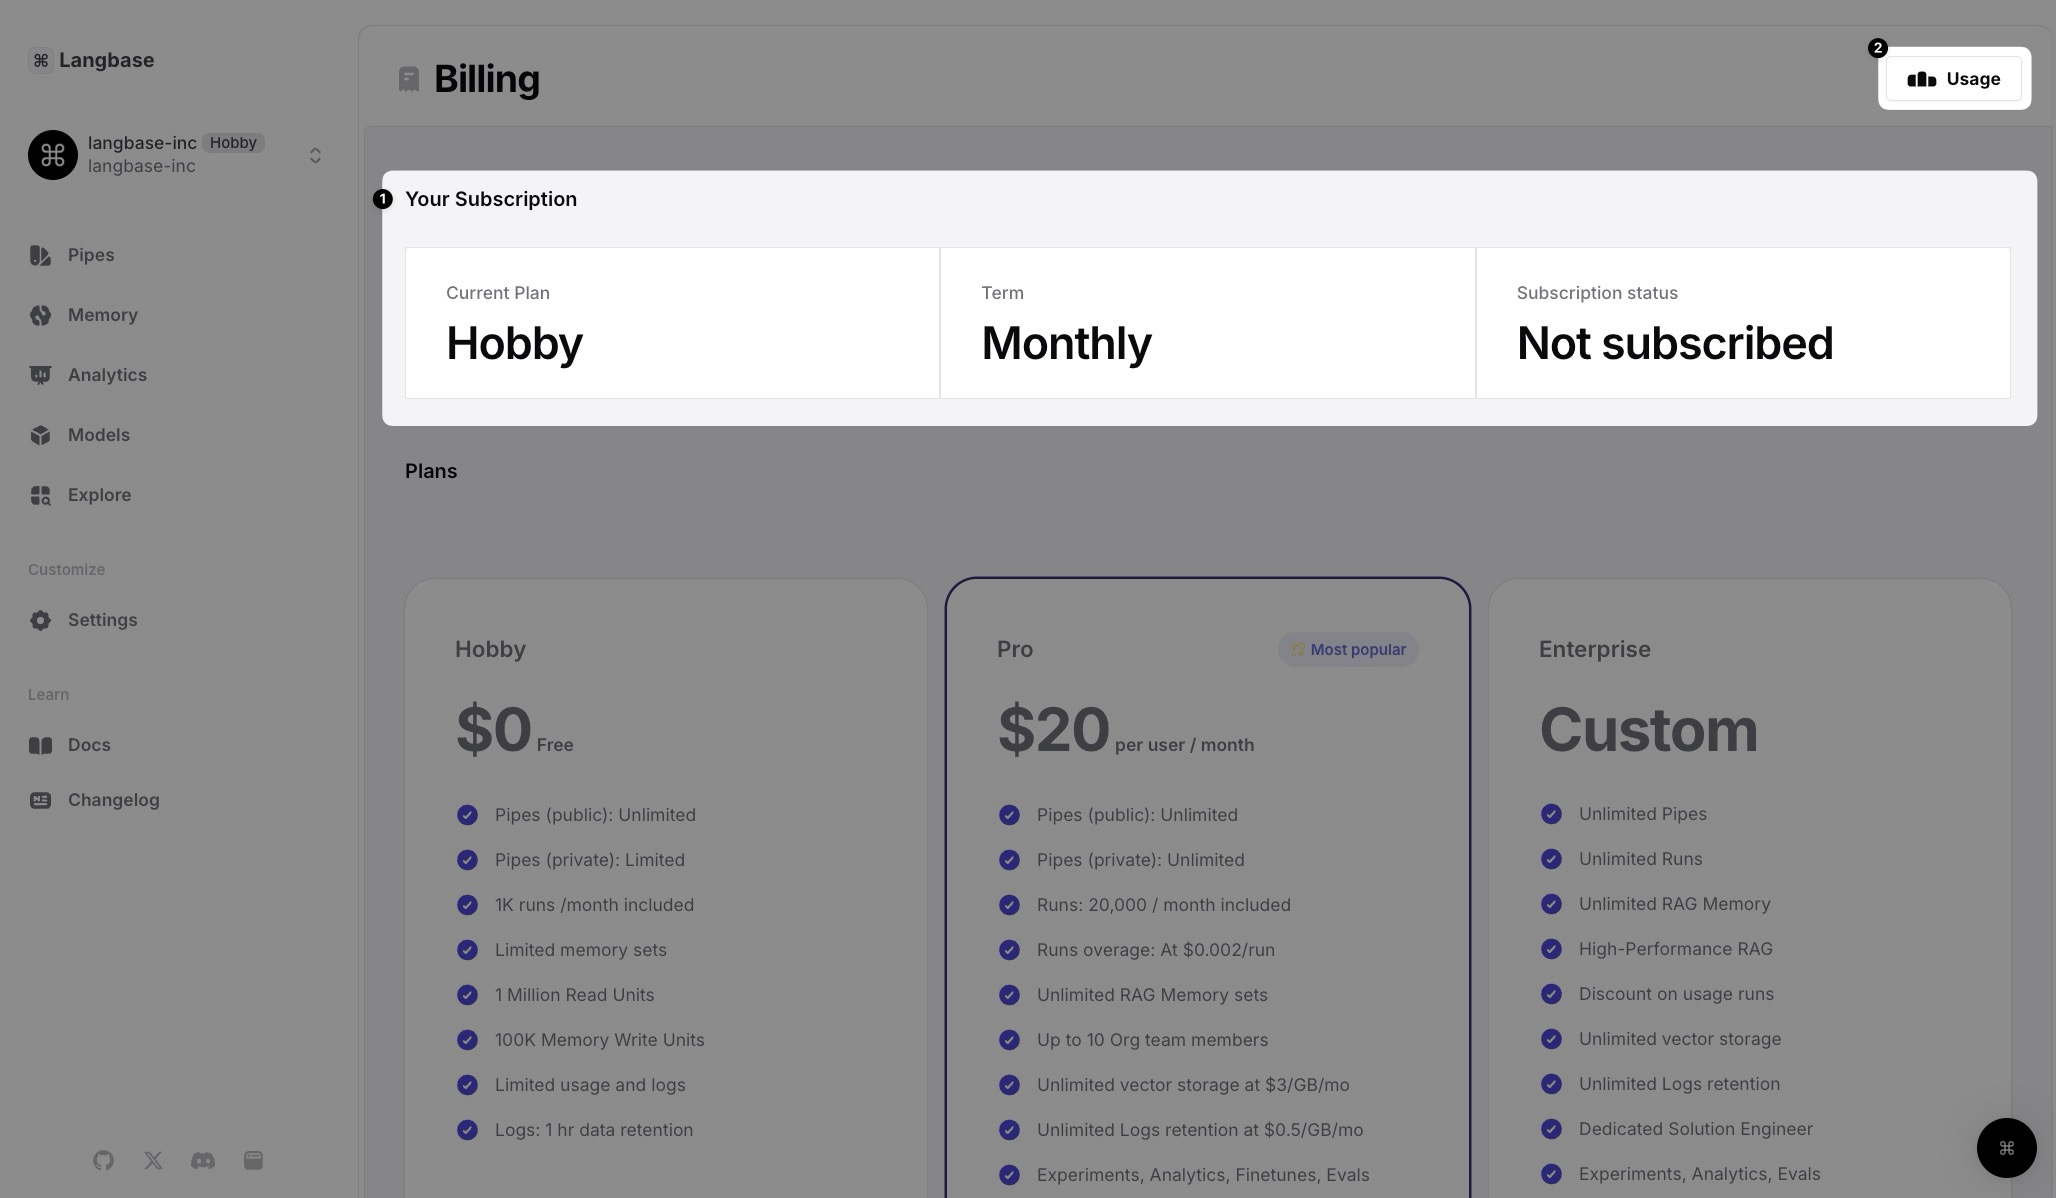 Langbase
langbase-inc Hobby
langbase-inc
Pipes
Memory
Analytics
Models
Explore
Customize
Settings
Learn
Docs
Changelog
Billing
2
Usage
1
Your Subscription
Current Plan
Hobby
Term
Monthly
Subscription status
Not subscribed
Plans
Hobby
$0 Free
Pipes (public): Unlimited
Pipes (private): Limited
1K runs /month included
Limited memory sets
1 Million Read Units
100K Memory Write Units
Limited usage and logs
Logs: 1 hr data retention
Pro
Most popular
$20 per user / month
Pipes (public): Unlimited
Pipes (private): Unlimited
Runs: 20,000 / month included
Runs overage: At $0.002/run
Unlimited RAG Memory sets
Up to 10 Org team members
Unlimited vector storage at $3/GB/mo
Unlimited Logs retention at $0.5/GB/mo
Experiments, Analytics, Finetunes, Evals
Enterprise
Custom
Unlimited Pipes
Unlimited Runs
Unlimited RAG Memory
High-Performance RAG
Discount on usage runs
Unlimited vector storage
Unlimited Logs retention
Dedicated Solution Engineer
Experiments, Analytics, Evals